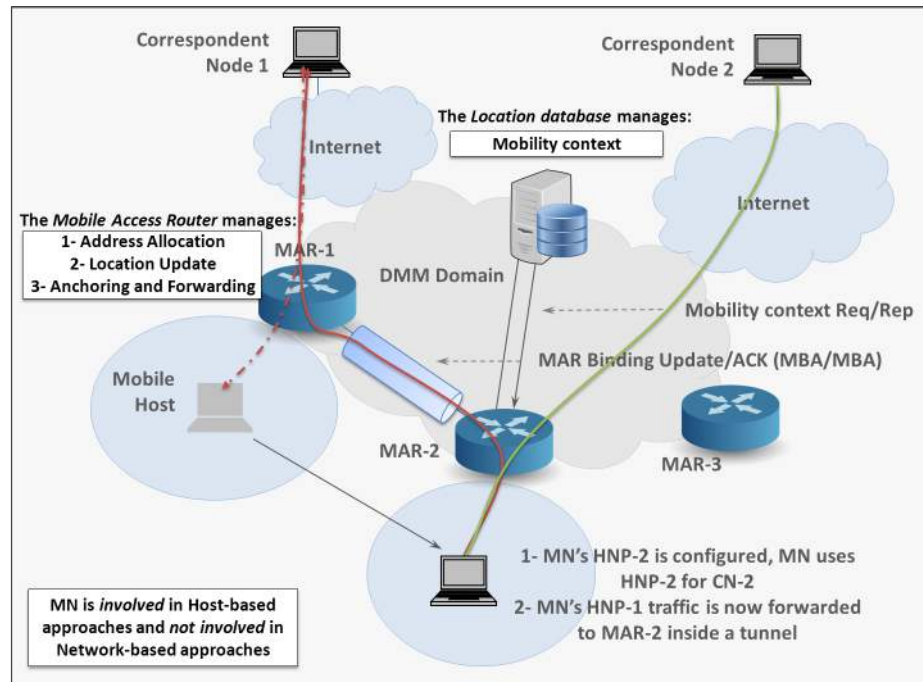 Correspondent
Node 1
Correspondent
Node 2
The Location database manages:
Mobility context
Internet
Internet
The Mobile Access Router manages:
1- Address Allocation
2- Location Update
3- Anchoring and Forwarding
MAR-1
DMM Domain
Mobility context Req/Rep
MAR Binding Update/ACK (MBA/MBA)
Mobile
Host
MAR-2
MAR-3
1- MN's HNP-2 is configured, MN uses
HNP-2 for CN-2
2- MN's HNP-1 traffic is now forwarded
to MAR-2 inside a tunnel
MN is involved in Host-based
approaches and not involved in
Network-based approaches